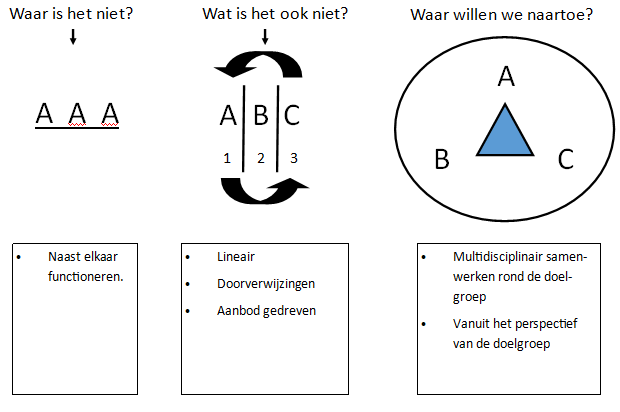 Waar is het niet?
A A A
• Naast elkaar
functioneren.
Wat is het ook niet?
A B C
1 2 3
• Lineair
• Doorverwijzingen
• Aanbod gedreven
Waar willen we naartoe?
A
B C
• Multidisciplinair samen-
werken rond de doel-
groep
• Vanuit het perspectief
van de doelgroep